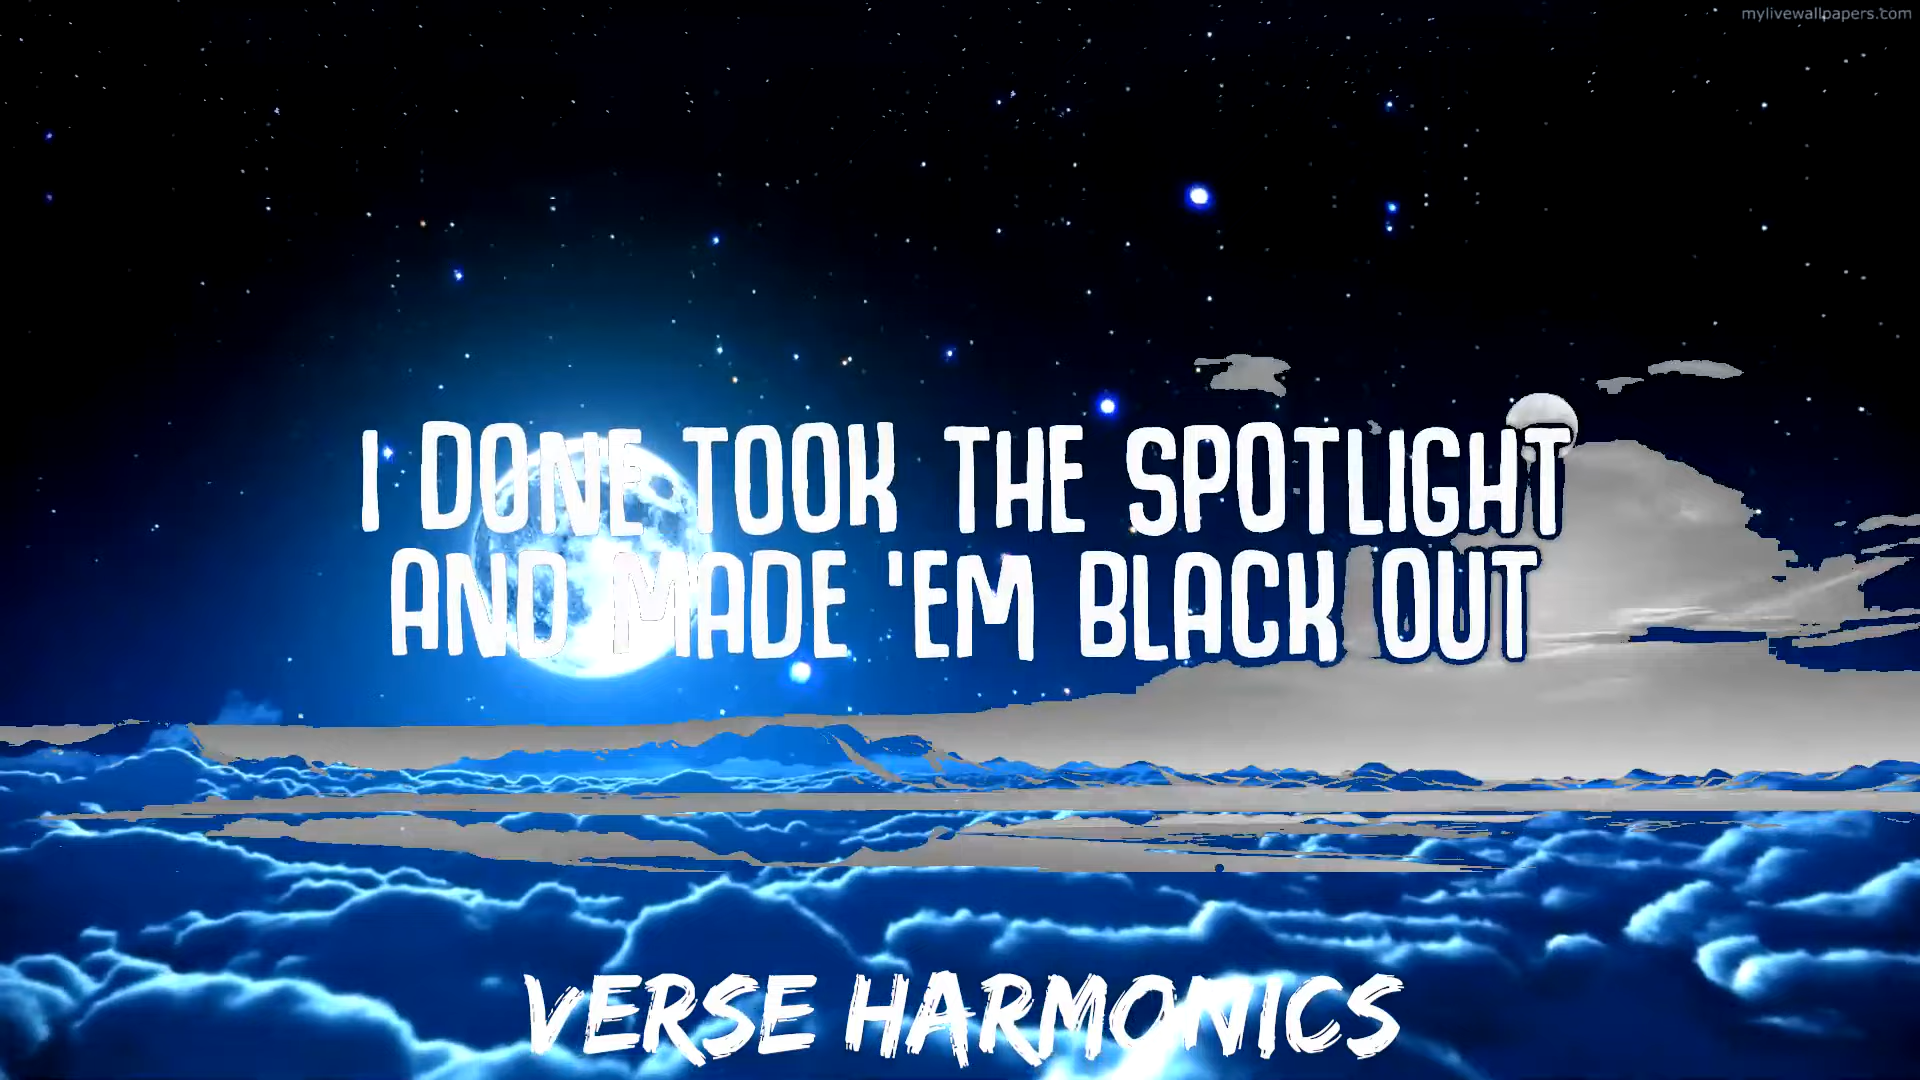 mylivewallpapers.com
I DONE TOOK THE SPOTLIGHT
AND MADE 'EM BLACK OUT
VERSE HARMONICS